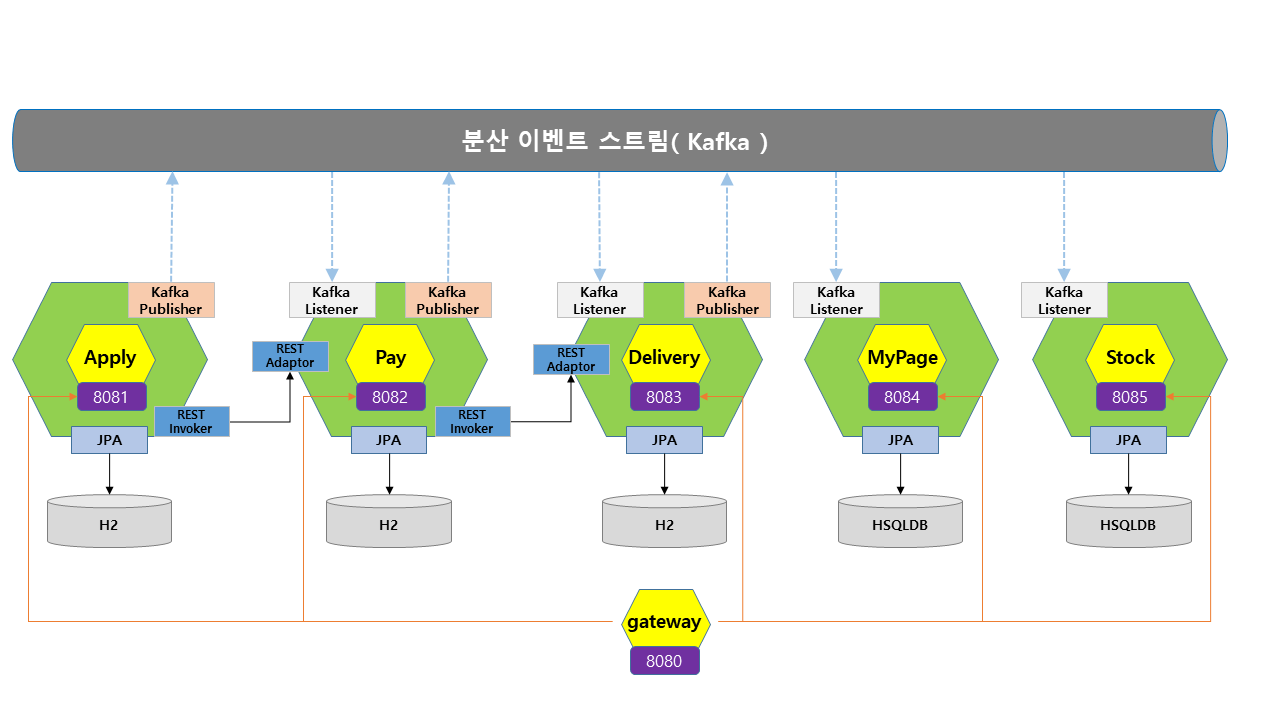 분산 이벤트 스트림( Kafka )
Kafka
Publisher
Kafka
Listener
Kafka
Publisher
Kafka
Listener
Kafka
Publisher
Kafka
Listener
Kafka
Listener
Apply
8081
REST
Invoker
JPA
H2
REST
Adaptor
Pay
8082
REST
Invoker
JPA
H2
REST
Adaptor
Delivery
8083
JPA
H2
MyPage
8084
JPA
HSQLDB
Stock
8085
JPA
HSQLDB
gateway
8080